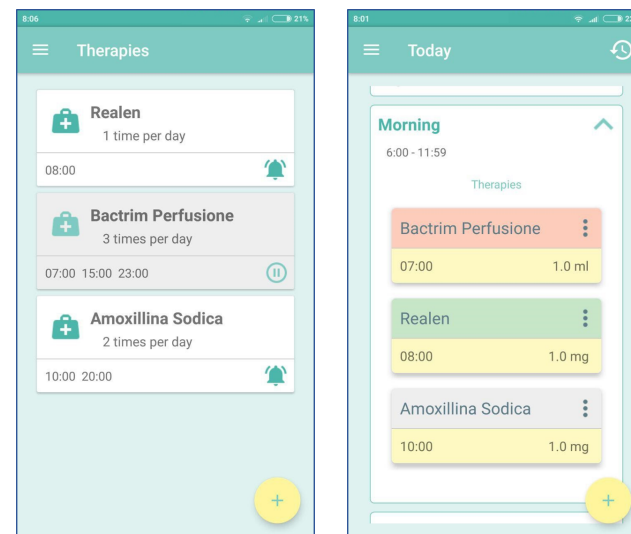 8:06
21%
Therapies
Realen
1 time per day
08:00
Bactrim Perfusione
3 times per day
07:00 15:00 23:00
Amoxillina Sodica
2 times per day
10:00 20:00
+
8:01
Today
Morning
6:00 - 11:59
Therapies
Bactrim Perfusione
07:00 1.0 ml
Realen
08:00 1.0 mg
Amoxillina Sodica
10:00 1.0 mg
+